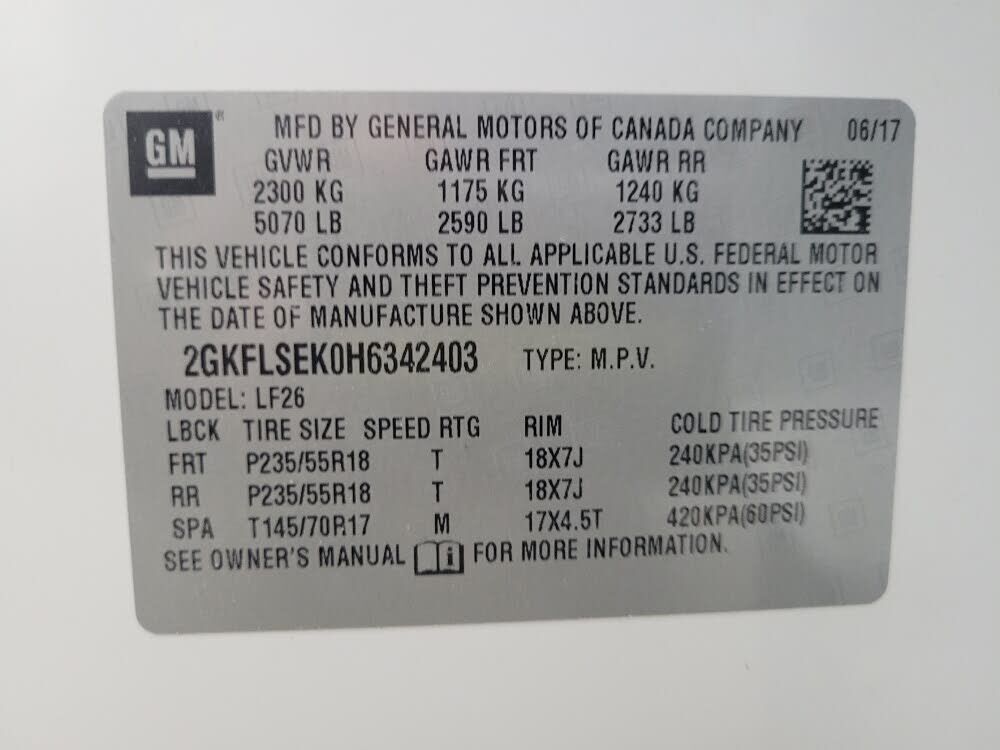 GM ® MFD BY GENERAL MOTORS OF CANADA COMPANY 06/17
GVWR GAWR FRT GAWR RR
2300 KG 1175 KG 1240 KG
5070 LB 2590 LB 2733 LB
THIS VEHICLE CONFORMS TO ALL APPLICABLE U.S. FEDERAL MOTOR
VEHICLE SAFETY AND THEFT PREVENTION STANDARDS IN EFFECT ON
THE DATE OF MANUFACTURE SHOWN ABOVE.
2GKFLSEK0H6342403 TYPE: M.P.V.
MODEL: LF26
LBCK TIRE SIZE SPEED RTG RIM COLD TIRE PRESSURE
FRT P235/55R18 T 18X7J 240KPA(35PSI)
RR P235/55R18 T 18X7J 240KPA(35PSI)
SPA T145/70R17 M 17X4.5T 420KPA(60PSI)
SEE OWNER'S MANUAL i FOR MORE INFORMATION.